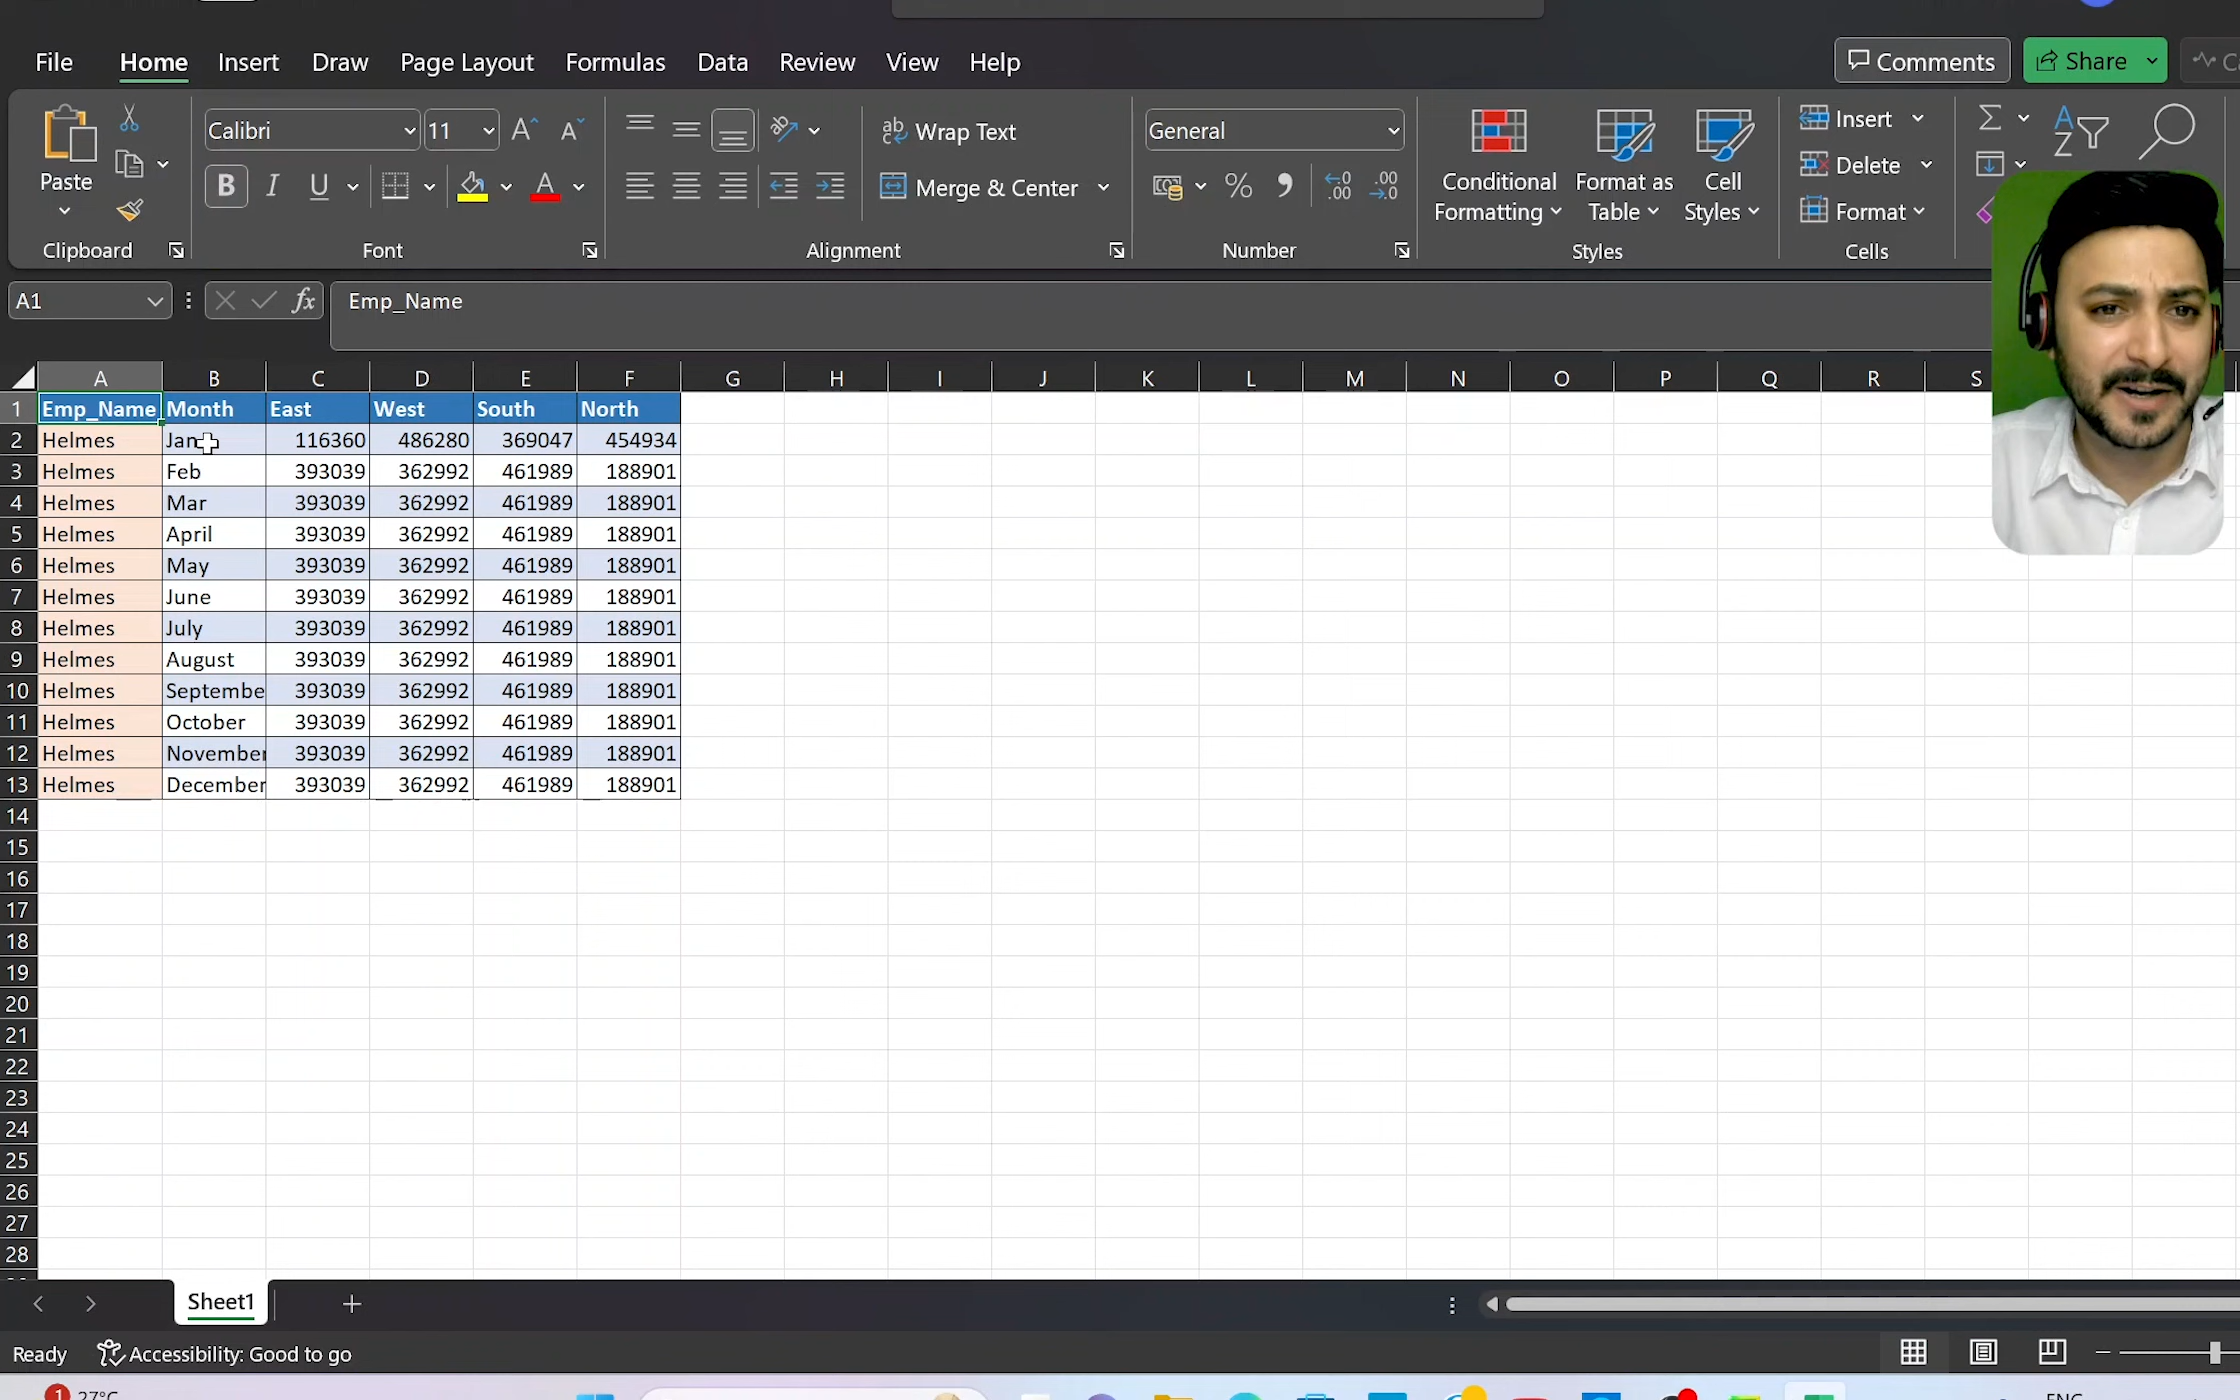 File Home Insert Draw Page Layout Formulas Data Review View Help Comments Share
Calibri 11 Wrap Text General Insert
Paste Conditional Formatting Format as Table Cell Styles Delete
B I U Merge & Center % Format
Clipboard Font Alignment Number Styles Cells
A1 fx Emp_Name
A B C D E F G H I J K L M N O P Q R S
1 Emp_Name Month East West South North
2 Helmes Jan 116360 486280 369047 454934
3 Helmes Feb 393039 362992 461989 188901
4 Helmes Mar 393039 362992 461989 188901
5 Helmes April 393039 362992 461989 188901
6 Helmes May 393039 362992 461989 188901
7 Helmes June 393039 362992 461989 188901
8 Helmes July 393039 362992 461989 188901
9 Helmes August 393039 362992 461989 188901
10 Helmes Septembe 393039 362992 461989 188901
11 Helmes October 393039 362992 461989 188901
12 Helmes November 393039 362992 461989 188901
13 Helmes December 393039 362992 461989 188901
14
15
16
17
18
19
20
21
22
23
24
25
26
27
28
Sheet1
Ready Accessibility: Good to go
1 27°C ENG